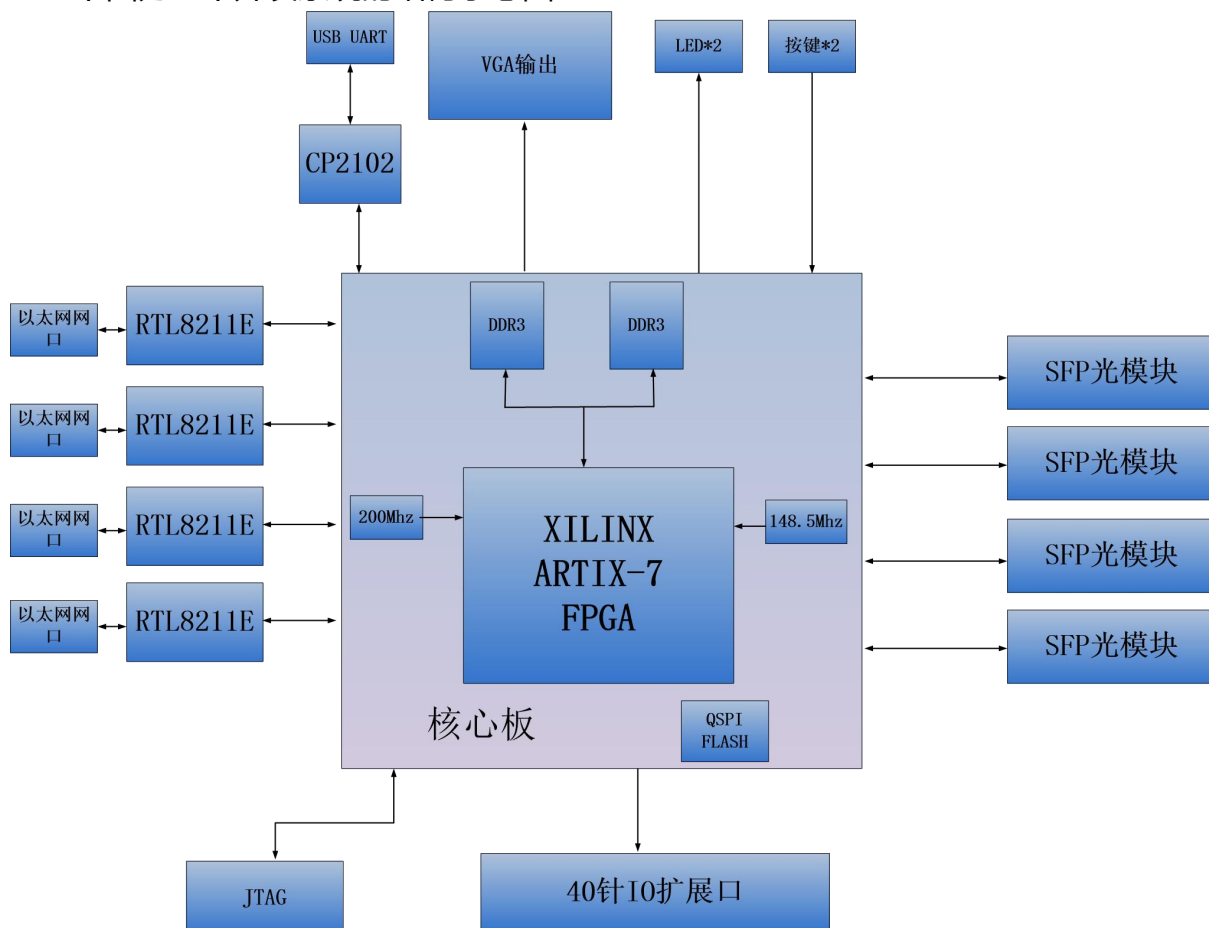 USB UART
VGA输出
LED*2
按键*2
CP2102
DDR3
DDR3
以太网网
口
RTL8211E
以太网网
口
RTL8211E
以太网网
口
RTL8211E
以太网网
口
RTL8211E
200Mhz
XILINX
ARTIX-7
FPGA
148.5Mhz
SFP光模块
SFP光模块
SFP光模块
SFP光模块
核心板
QSPI
FLASH
JTAG
40针IO扩展口